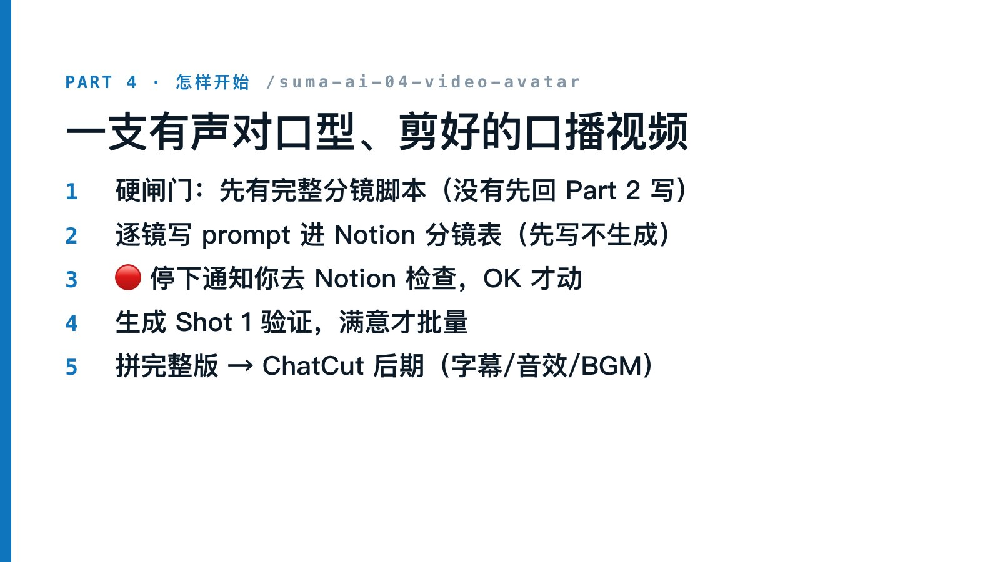 PART 4 · 怎样开始 /suma-ai-04-video-avatar
一支有声对口型、剪好的口播视频
1 硬闸门：先有完整分镜脚本（没有先回 Part 2 写）
2 逐镜写 prompt 进 Notion 分镜表（先写不生成）
3 🔴 停下通知你去 Notion 检查，OK 才动
4 生成 Shot 1 验证，满意才批量
5 拼完整版 → ChatCut 后期（字幕/音效/BGM）